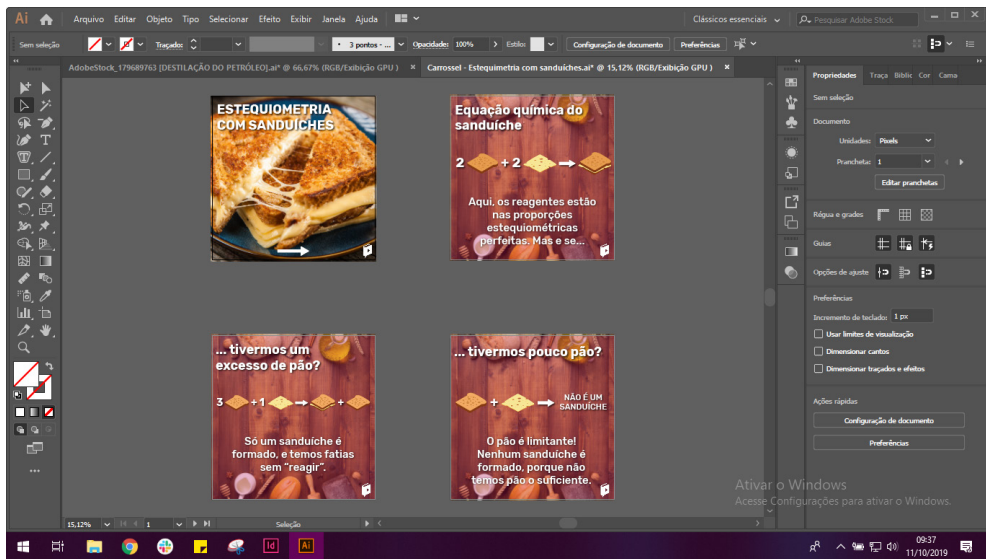 Ai
Arquivo Editar Objeto Tipo Selecionar Efeito Exibir Janela Ajuda
Clássicos essenciais
Pesquisar Adobe Stock
Sem seleção
Traçado:
3 pontos - ...
Opacidade: 100%
Estilo:
Configuração de documento
Preferências
AdobeStock_179689763 [DESTILAÇÃO DO PETRÓLEO].ai* @ 66,67% (RGB/Exibição GPU ) ×
Carrossel - Estequimetria com sanduíches.ai* @ 15,12% (RGB/Exibição GPU ) ×
ESTEQUIOMETRIA
COM SANDUÍCHES
Equação química do
sanduíche
2 + 2
Aqui, os reagentes estão
nas proporções
estequiométricas
perfeitas. Mas e se...
... tivermos um
excesso de pão?
3 + 1 +
Só um sanduíche é
formado, e temos fatias
sem “reagir”.
... tivermos pouco pão?
+
NÃO É UM
SANDUÍCHE
O pão é limitante!
Nenhum sanduíche é
formado, porque não
temos pão o suficiente.
Propriedades Traça Biblic Cor Cama
Sem seleção
Documento
Unidades: Pixels
Prancheta: 1
Editar pranchetas
Régua e grades
Guias
Opções de ajuste
Preferências
Incremento de teclado: 1 px
Usar limites de visualização
Dimensionar cantos
Dimensionar traçados e efeitos
Ações rápidas
Configuração de documento
Preferências
Ativar o Windows
Acesse Configurações para ativar o Windows.
15,12%
1
Seleção
Id
Ai
09:37
11/10/2019